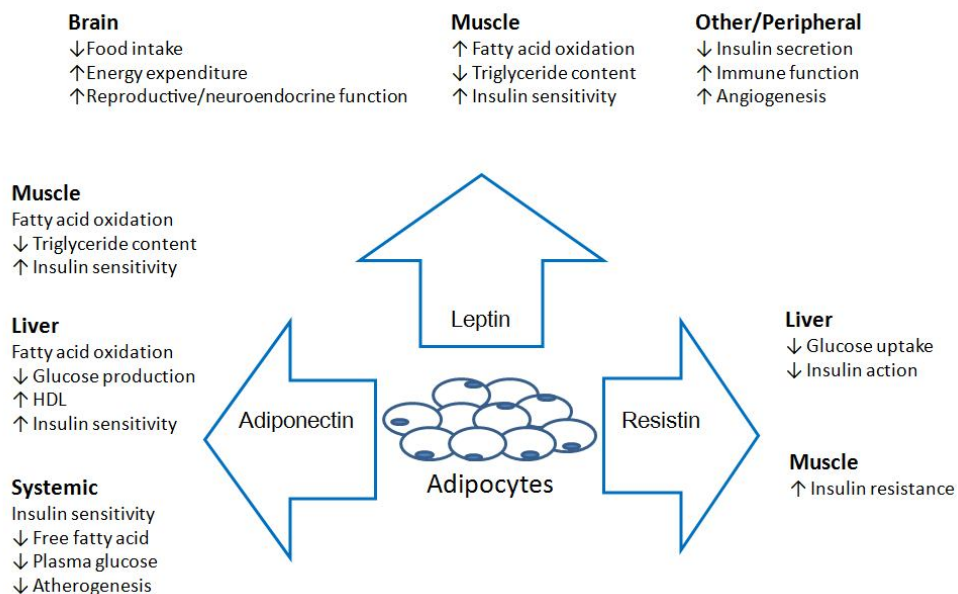 Brain
↓Food intake
↑Energy expenditure
↑Reproductive/neuroendocrine function
Muscle
↑ Fatty acid oxidation
↓ Triglyceride content
↑ Insulin sensitivity
Other/Peripheral
↓ Insulin secretion
↑ Immune function
↑ Angiogenesis
Muscle
Fatty acid oxidation
↓ Triglyceride content
↑ Insulin sensitivity
Liver
Fatty acid oxidation
↓ Glucose production
↑ HDL
↑ Insulin sensitivity
Systemic
Insulin sensitivity
↓ Free fatty acid
↓ Plasma glucose
↓ Atherogenesis
Leptin
Adiponectin
Adipocytes
Resistin
Liver
↓ Glucose uptake
↓ Insulin action
Muscle
↑ Insulin resistance